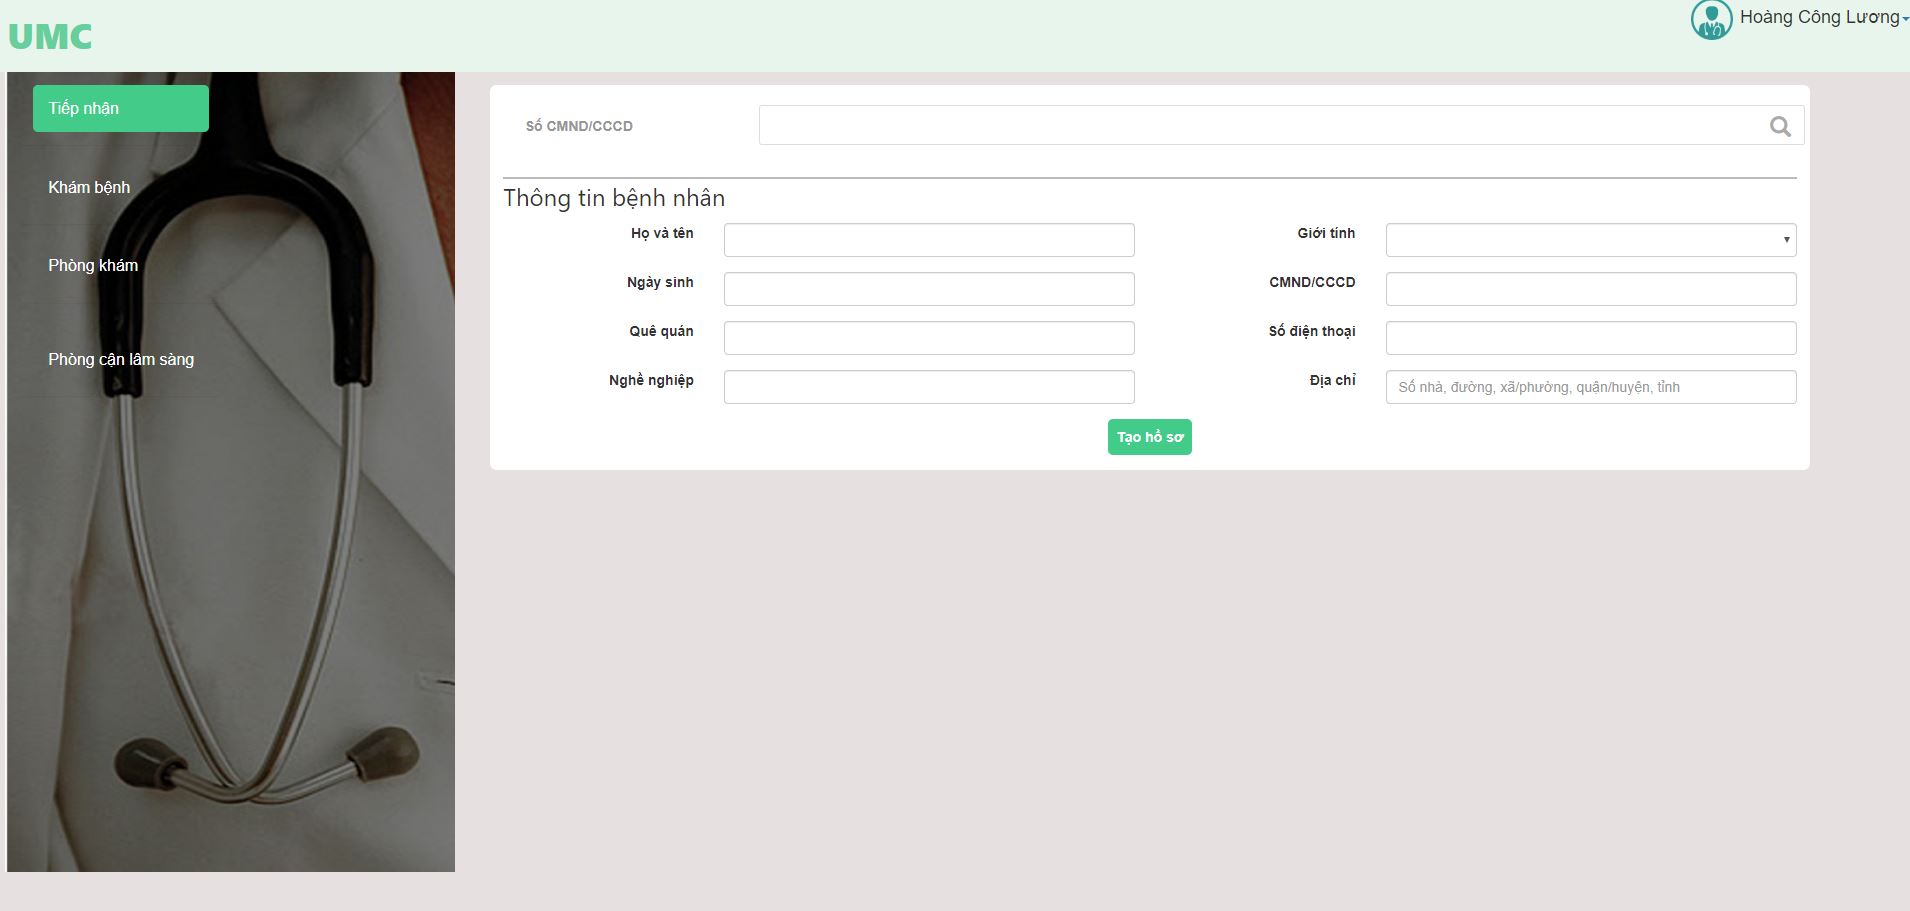 UMC
Hoàng Công Lương
Tiếp nhận
Khám bệnh
Phòng khám
Phòng cận lâm sàng
Số CMND/CCCD
Thông tin bệnh nhân
Họ và tên
Giới tính
Ngày sinh
CMND/CCCD
Quê quán
Số điện thoại
Nghề nghiệp
Địa chỉ
Số nhà, đường, xã/phường, quận/huyện, tỉnh
Tạo hồ sơ